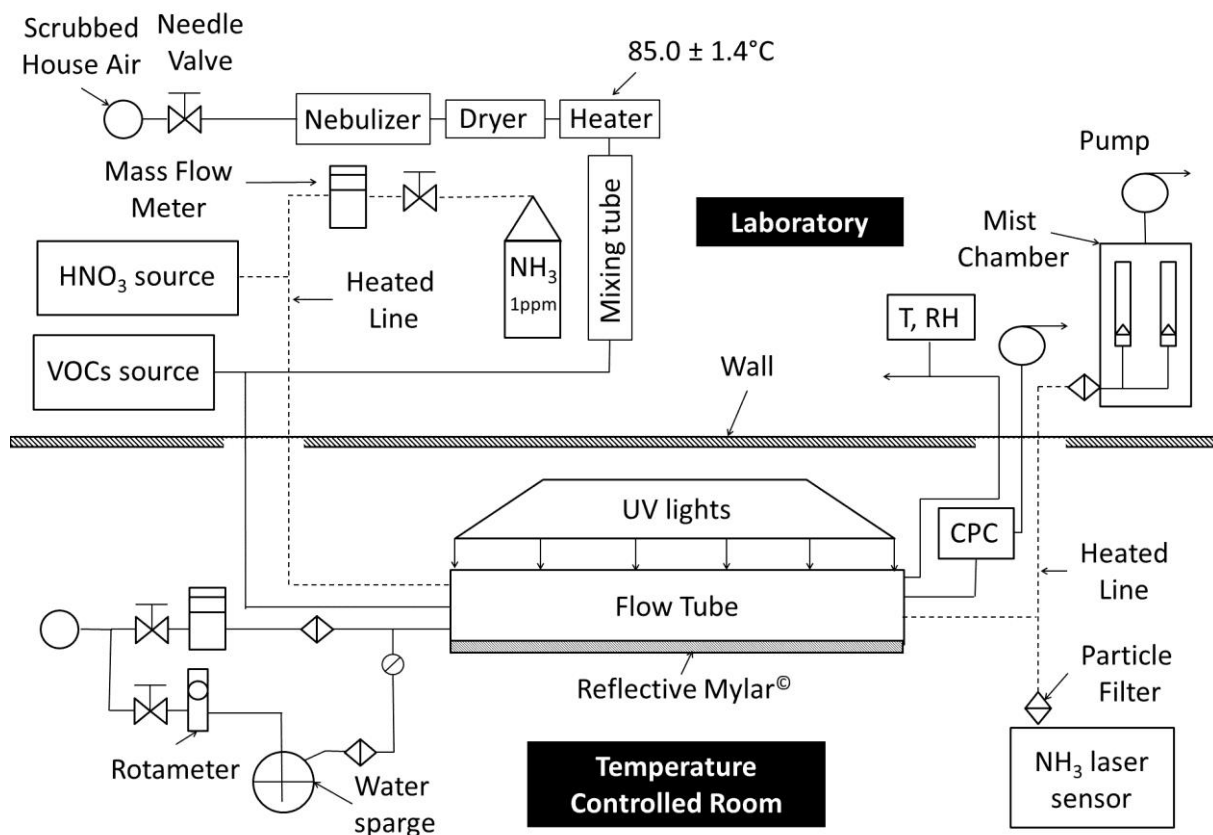 Scrubbed
House Air
Needle
Valve
85.0 ± 1.4°C
Nebulizer
Dryer
Heater
Mass Flow
Meter
Mixing tube
Laboratory
Pump
Mist
Chamber
HNO₃ source
Heated
Line
NH₃
1ppm
T, RH
VOCs source
Wall
UV lights
CPC
Flow Tube
Heated
Line
Reflective Mylar©
Particle
Filter
Rotameter
Water
sparge
Temperature
Controlled Room
NH₃ laser
sensor